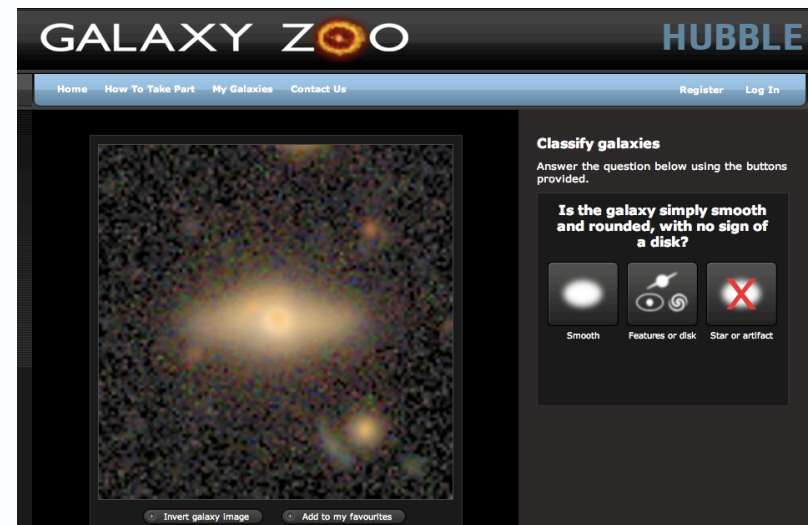 GALAXY ZOO
HUBBLE
Home How To Take Part My Galaxies Contact Us Register Log In
Classify galaxies
Answer the question below using the buttons
provided.
Is the galaxy simply smooth
and rounded, with no sign of
a disk?
Smooth Features or disk Star or artifact
Invert galaxy image Add to my favourites